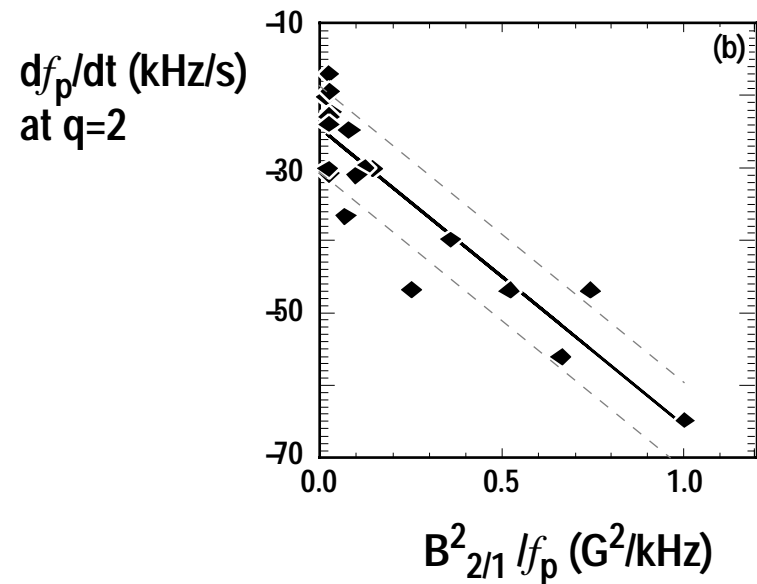 −10
(b)
df_p/dt (kHz/s)
at q=2
−30
−50
−70
0.0 0.5 1.0
B²_2/1 /f_p (G²/kHz)